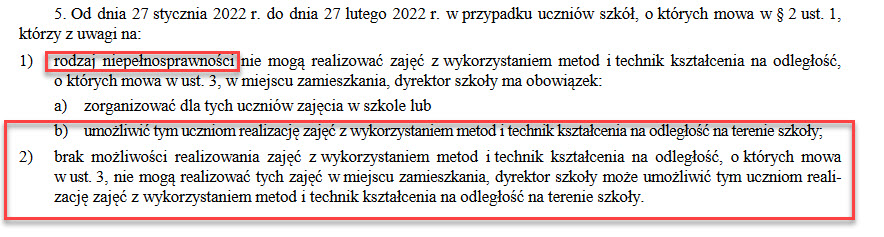 5. Od dnia 27 stycznia 2022 r. do dnia 27 lutego 2022 r. w przypadku uczniów szkół, o których mowa w § 2 ust. 1,
którzy z uwagi na:
1) rodzaj niepełnosprawności nie mogą realizować zajęć z wykorzystaniem metod i technik kształcenia na odległość,
o których mowa w ust. 3, w miejscu zamieszkania, dyrektor szkoły ma obowiązek:
a) zorganizować dla tych uczniów zajęcia w szkole lub
b) umożliwić tym uczniom realizację zajęć z wykorzystaniem metod i technik kształcenia na odległość na terenie szkoły;
2) brak możliwości realizowania zajęć z wykorzystaniem metod i technik kształcenia na odległość, o których mowa
w ust. 3, nie mogą realizować tych zajęć w miejscu zamieszkania, dyrektor szkoły może umożliwić tym uczniom reali-
zację zajęć z wykorzystaniem metod i technik kształcenia na odległość na terenie szkoły.